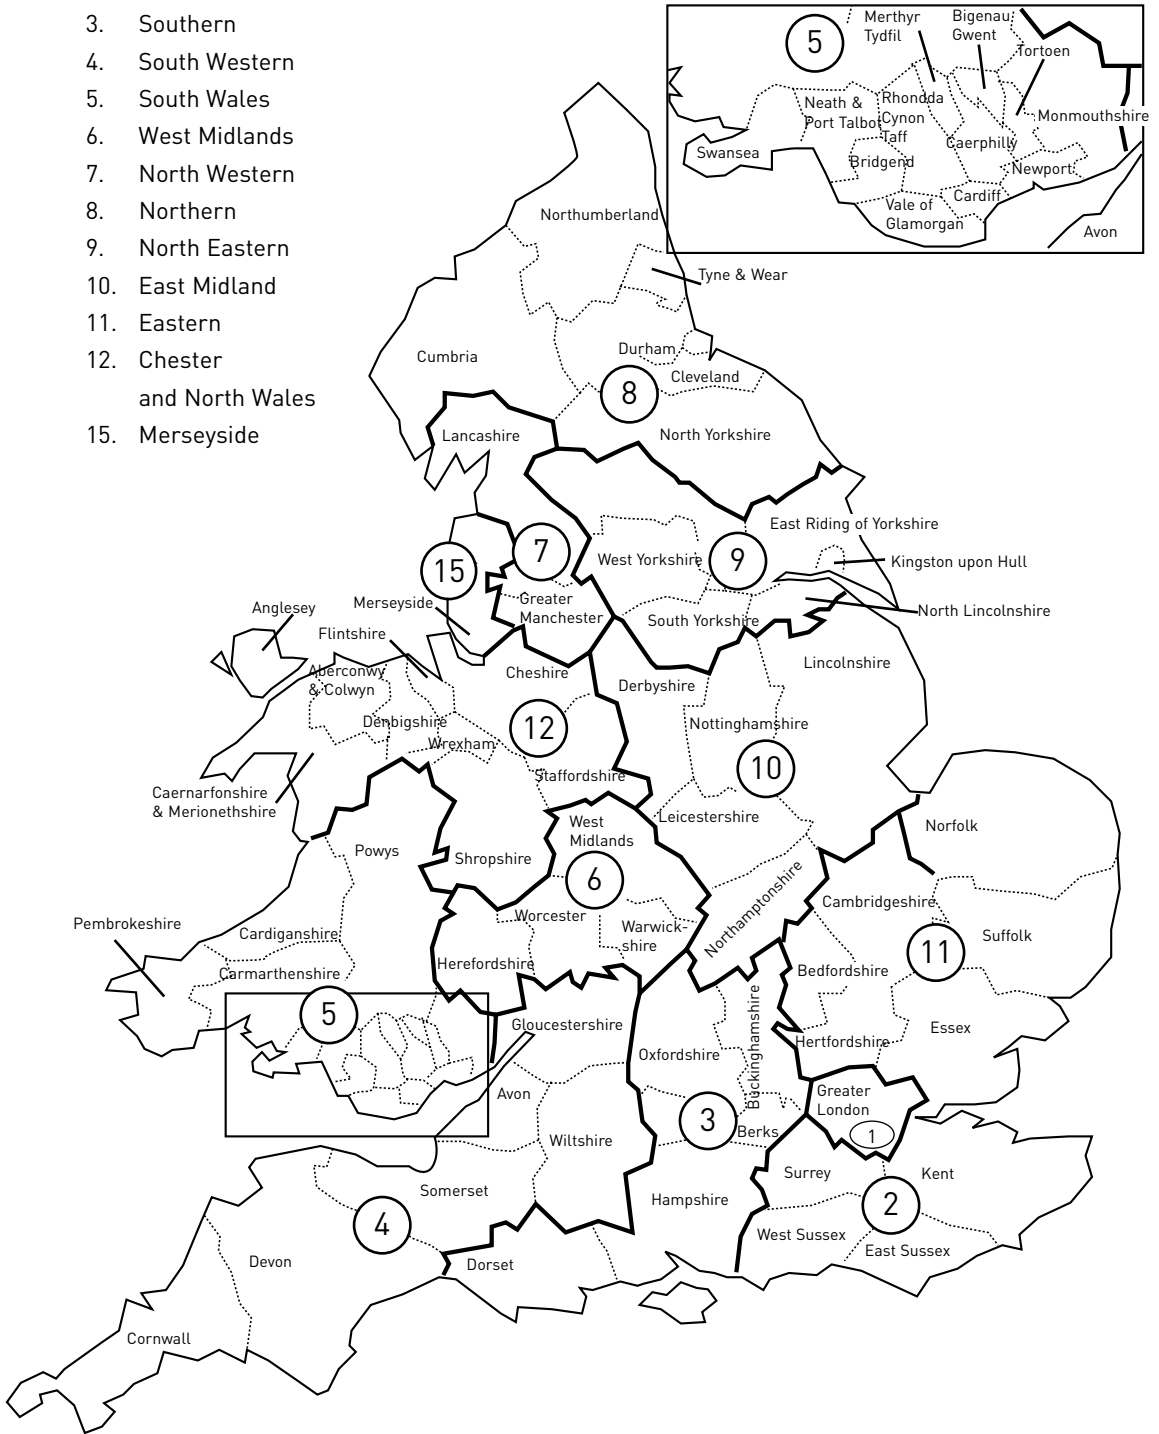 3. Southern
4. South Western
5. South Wales
6. West Midlands
7. North Western
8. Northern
9. North Eastern
10. East Midland
11. Eastern
12. Chester
and North Wales
15. Merseyside
5
Merthyr
Tydfil
Bigenau
Gwent
Tortoen
Neath &
Port Talbot
Rhondda
Cynon
Taff
Monmouthshire
Caerphilly
Swansea
Bridgend
Newport
Cardiff
Vale of
Glamorgan
Avon
Northumberland
Tyne & Wear
Cumbria
Durham
Cleveland
8
Lancashire
North Yorkshire
East Riding of Yorkshire
7
West Yorkshire
9
Kingston upon Hull
15
Merseyside
Greater
Manchester
South Yorkshire
North Lincolnshire
Anglesey
Flintshire
Aberconwy
& Colwyn
Cheshire
Derbyshire
Lincolnshire
Denbigshire
Wrexham
12
Nottinghamshire
10
Staffordshire
Caernarfonshire
& Merionethshire
West
Midlands
Leicestershire
Norfolk
Powys
Shropshire
6
Northamptonshire
Cambridgeshire
Pembrokeshire
Cardiganshire
Worcester
Warwick-
shire
Suffolk
11
Carmarthenshire
Herefordshire
Bedfordshire
5
Gloucestershire
Buckinghamshire
Essex
Hertfordshire
Oxfordshire
Avon
Greater
London
1
3
Berks
Wiltshire
Surrey
Kent
Somerset
Hampshire
2
4
West Sussex
East Sussex
Devon
Dorset
Cornwall